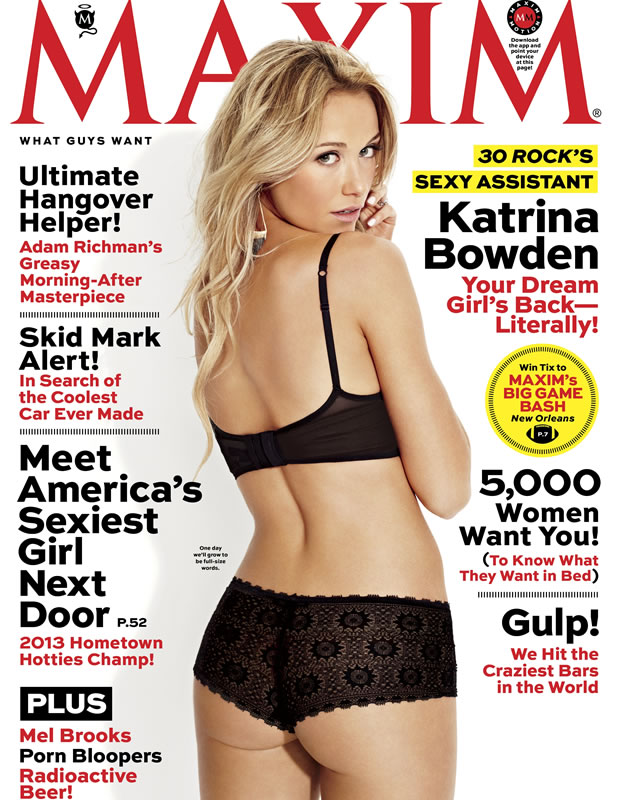 MAXIM
®
MM
MAXIM
MOTION
Download
the app and
point your
device
at this
page!
WHAT GUYS WANT
Ultimate
Hangover
Helper!
Adam Richman's
Greasy
Morning-After
Masterpiece
Skid Mark
Alert!
In Search of
the Coolest
Car Ever Made
Meet
America's
Sexiest
Girl
Next
Door P.52
2013 Hometown
Hotties Champ!
PLUS
Mel Brooks
Porn Bloopers
Radioactive
Beer!
One day
we'll grow to
be full-size
words.
30 ROCK'S
SEXY ASSISTANT
Katrina
Bowden
Your Dream
Girl's Back—
Literally!
Win Tix to
MAXIM's
BIG GAME
BASH
New Orleans
P.7
5,000
Women
Want You!
(To Know What
They Want in Bed)
Gulp!
We Hit the
Craziest Bars
in the World